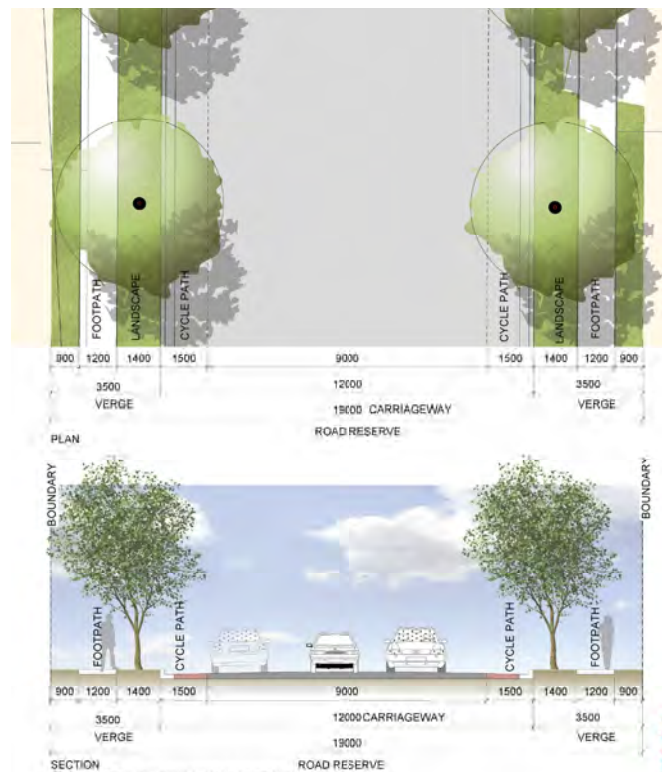 FOOTPATH LANDSCAPE CYCLE PATH CYCLE PATH LANDSCAPE FOOTPATH
900 1200 1400 1500 9000 1500 1400 1200 900
3500 12000 3500
VERGE 19000 CARRIAGEWAY VERGE
PLAN ROAD RESERVE
BOUNDARY FOOTPATH CYCLE PATH CYCLE PATH FOOTPATH BOUNDARY
900 1200 1400 1500 9000 1500 1400 1200 900
3500 12000 CARRIAGEWAY 3500
VERGE 19000 VERGE
SECTION ROAD RESERVE